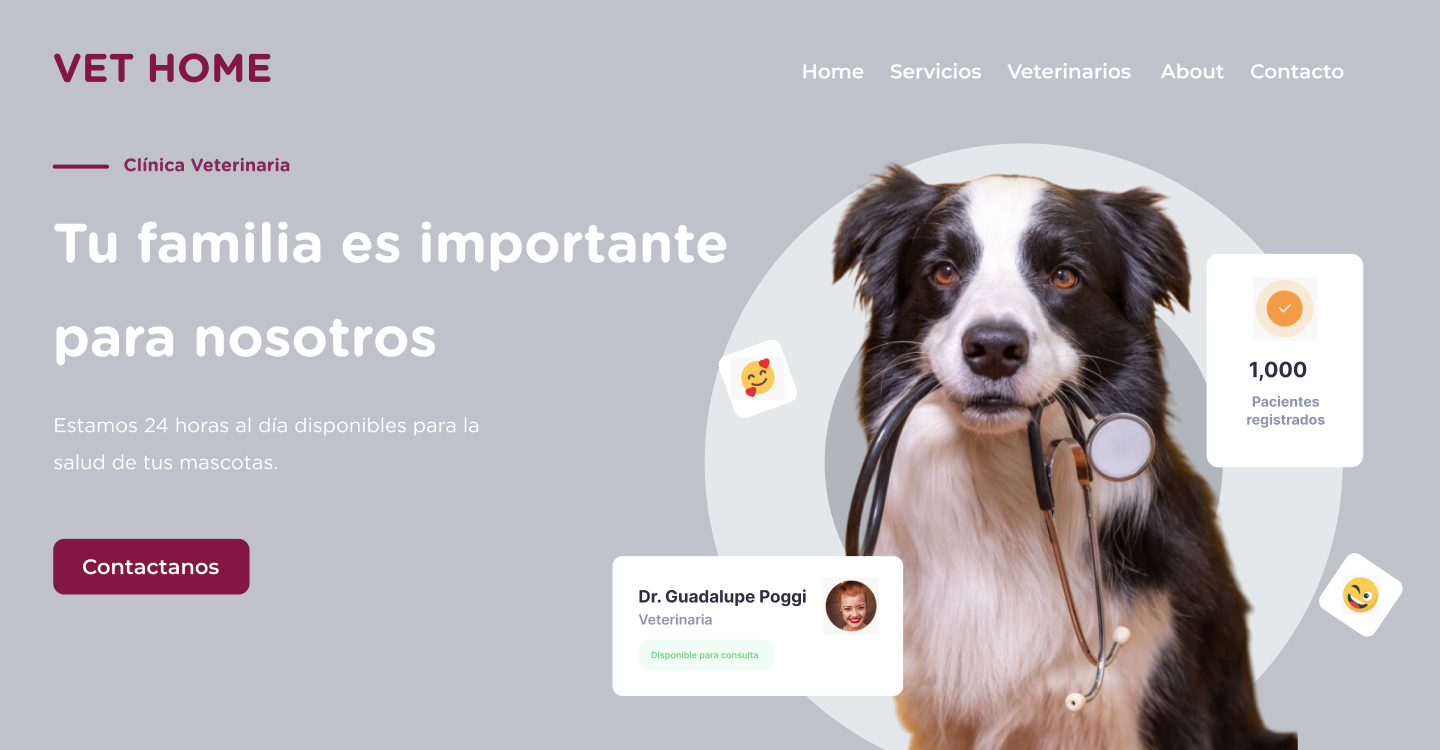 VET HOME
Home Servicios Veterinarios About Contacto
Clínica Veterinaria
Tu familia es importante
para nosotros
Estamos 24 horas al día disponibles para la
salud de tus mascotas.
Contactanos
1,000
Pacientes
registrados
Dr. Guadalupe Poggi
Veterinaria
Disponible para consulta